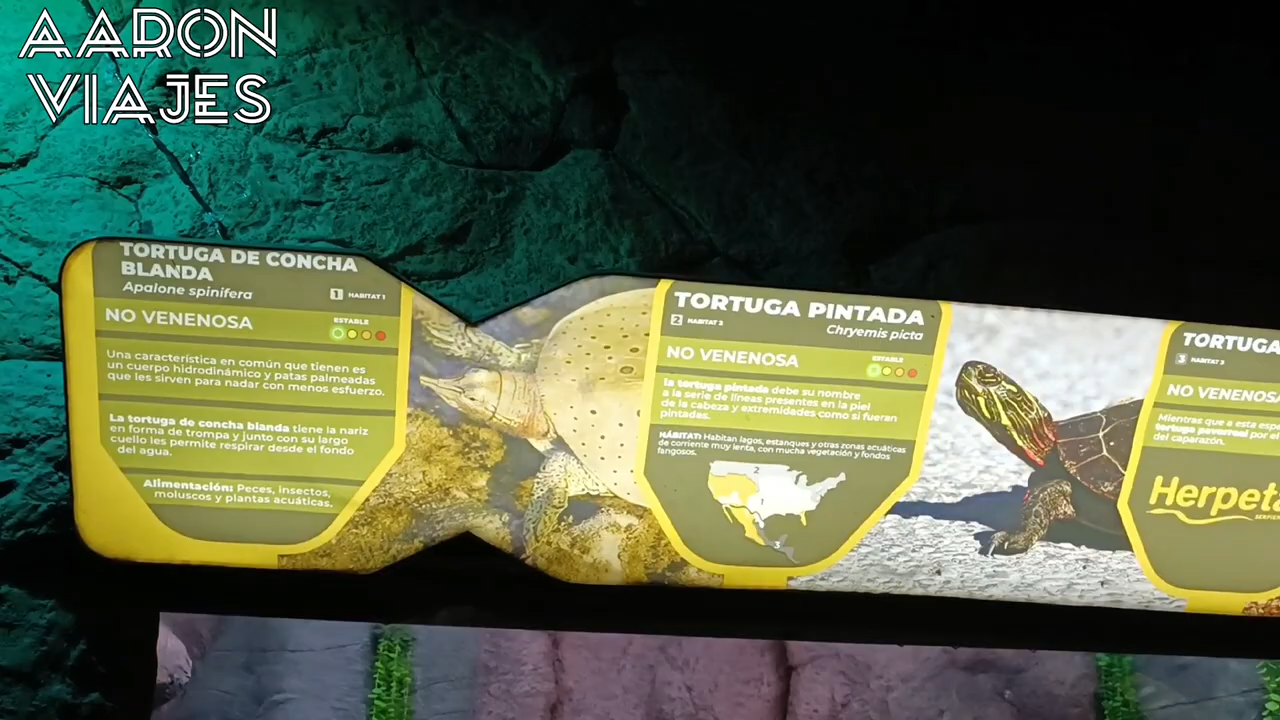 AARON
VIAJES
TORTUGA DE CONCHA
BLANDA
Apalone spinifera
1 HABITAT 1
NO VENENOSA
ESTABLE
Una característica en común que tienen es
un cuerpo hidrodinámico y patas palmeadas
que les sirven para nadar con menos esfuerzo.
La tortuga de concha blanda tiene la nariz
en forma de trompa y junto con su largo
cuello les permite respirar desde el fondo
del agua.
Alimentación: Peces, insectos,
moluscos y plantas acuáticas.
TORTUGA PINTADA
2 HABITAT 2
Chryemis picta
NO VENENOSA
ESTABLE
la tortuga pintada debe su nombre
a la serie de líneas presentes en la piel
de la cabeza y extremidades como si fueran
pintadas.
HÁBITAT: Habitan lagos, estanques y otras zonas acuáticas
de corriente muy lenta, con mucha vegetación y fondos
fangosos.
2
3
TORTUGA
3 HABITAT 3
NO VENENOSA
Mientras que a esta
tortuga pavorreal por
del caparazón.
Herpeta